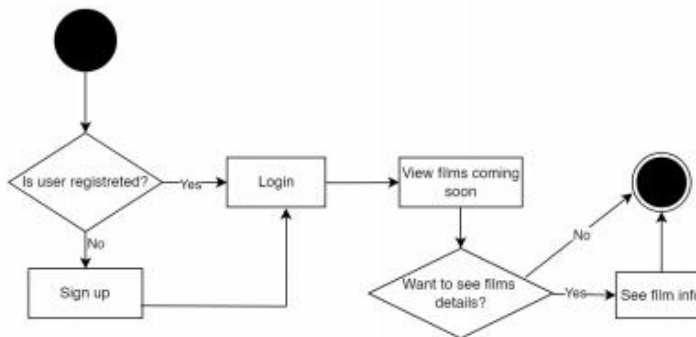 Is user registreted?
Yes
Login
View films coming
soon
No
Sign up
Want to see films
details?
No
Yes
See film info